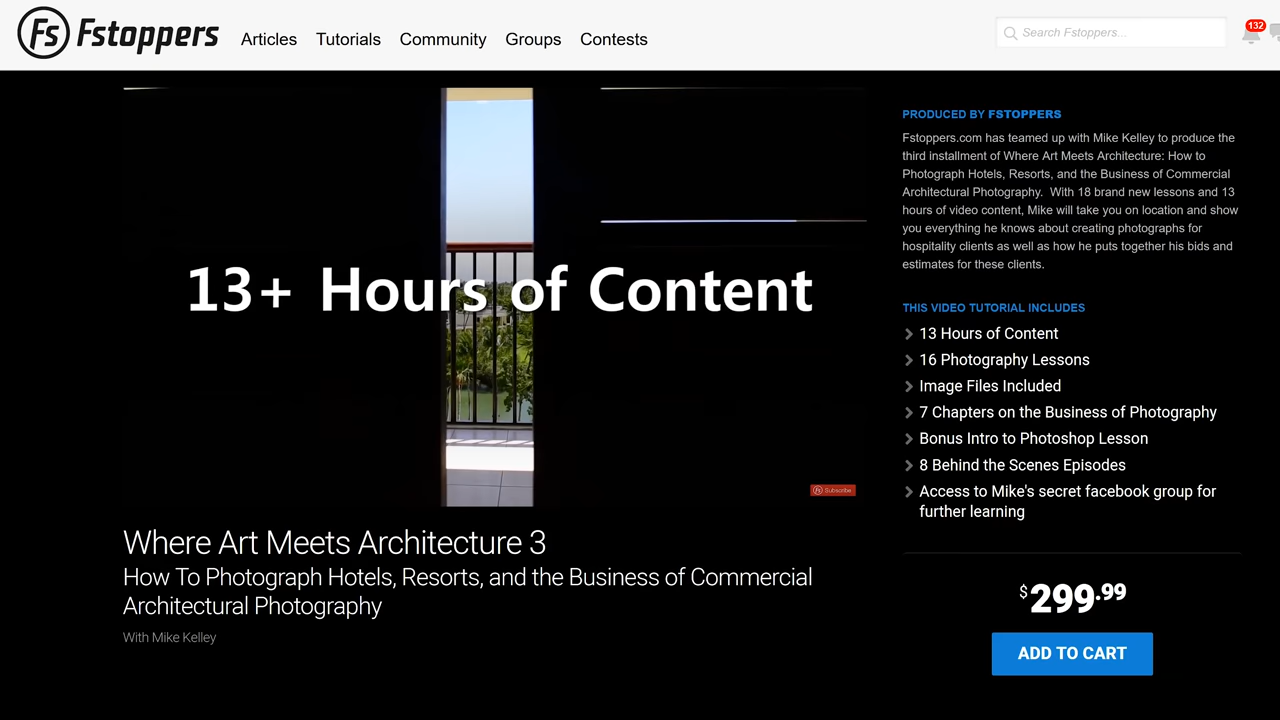 Fs Fstoppers
Articles Tutorials Community Groups Contests
Search Fstoppers...
132
13+ Hours of Content
Fs Subscribe
Where Art Meets Architecture 3
How To Photograph Hotels, Resorts, and the Business of Commercial
Architectural Photography
With Mike Kelley
PRODUCED BY FSTOPPERS
Fstoppers.com has teamed up with Mike Kelley to produce the
third installment of Where Art Meets Architecture: How to
Photograph Hotels, Resorts, and the Business of Commercial
Architectural Photography. With 18 brand new lessons and 13
hours of video content, Mike will take you on location and show
you everything he knows about creating photographs for
hospitality clients as well as how he puts together his bids and
estimates for these clients.
THIS VIDEO TUTORIAL INCLUDES
13 Hours of Content
16 Photography Lessons
Image Files Included
7 Chapters on the Business of Photography
Bonus Intro to Photoshop Lesson
8 Behind the Scenes Episodes
Access to Mike's secret facebook group for
further learning
$299.99
ADD TO CART